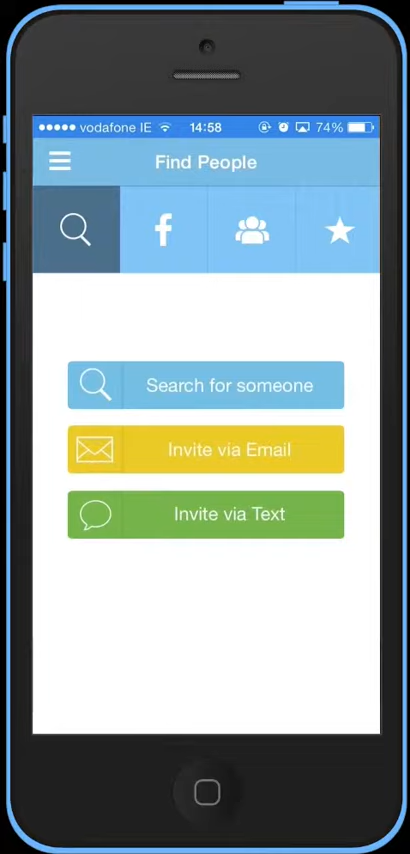 vodafone IE 14:58 74%
Find People
Search for someone
Invite via Email
Invite via Text